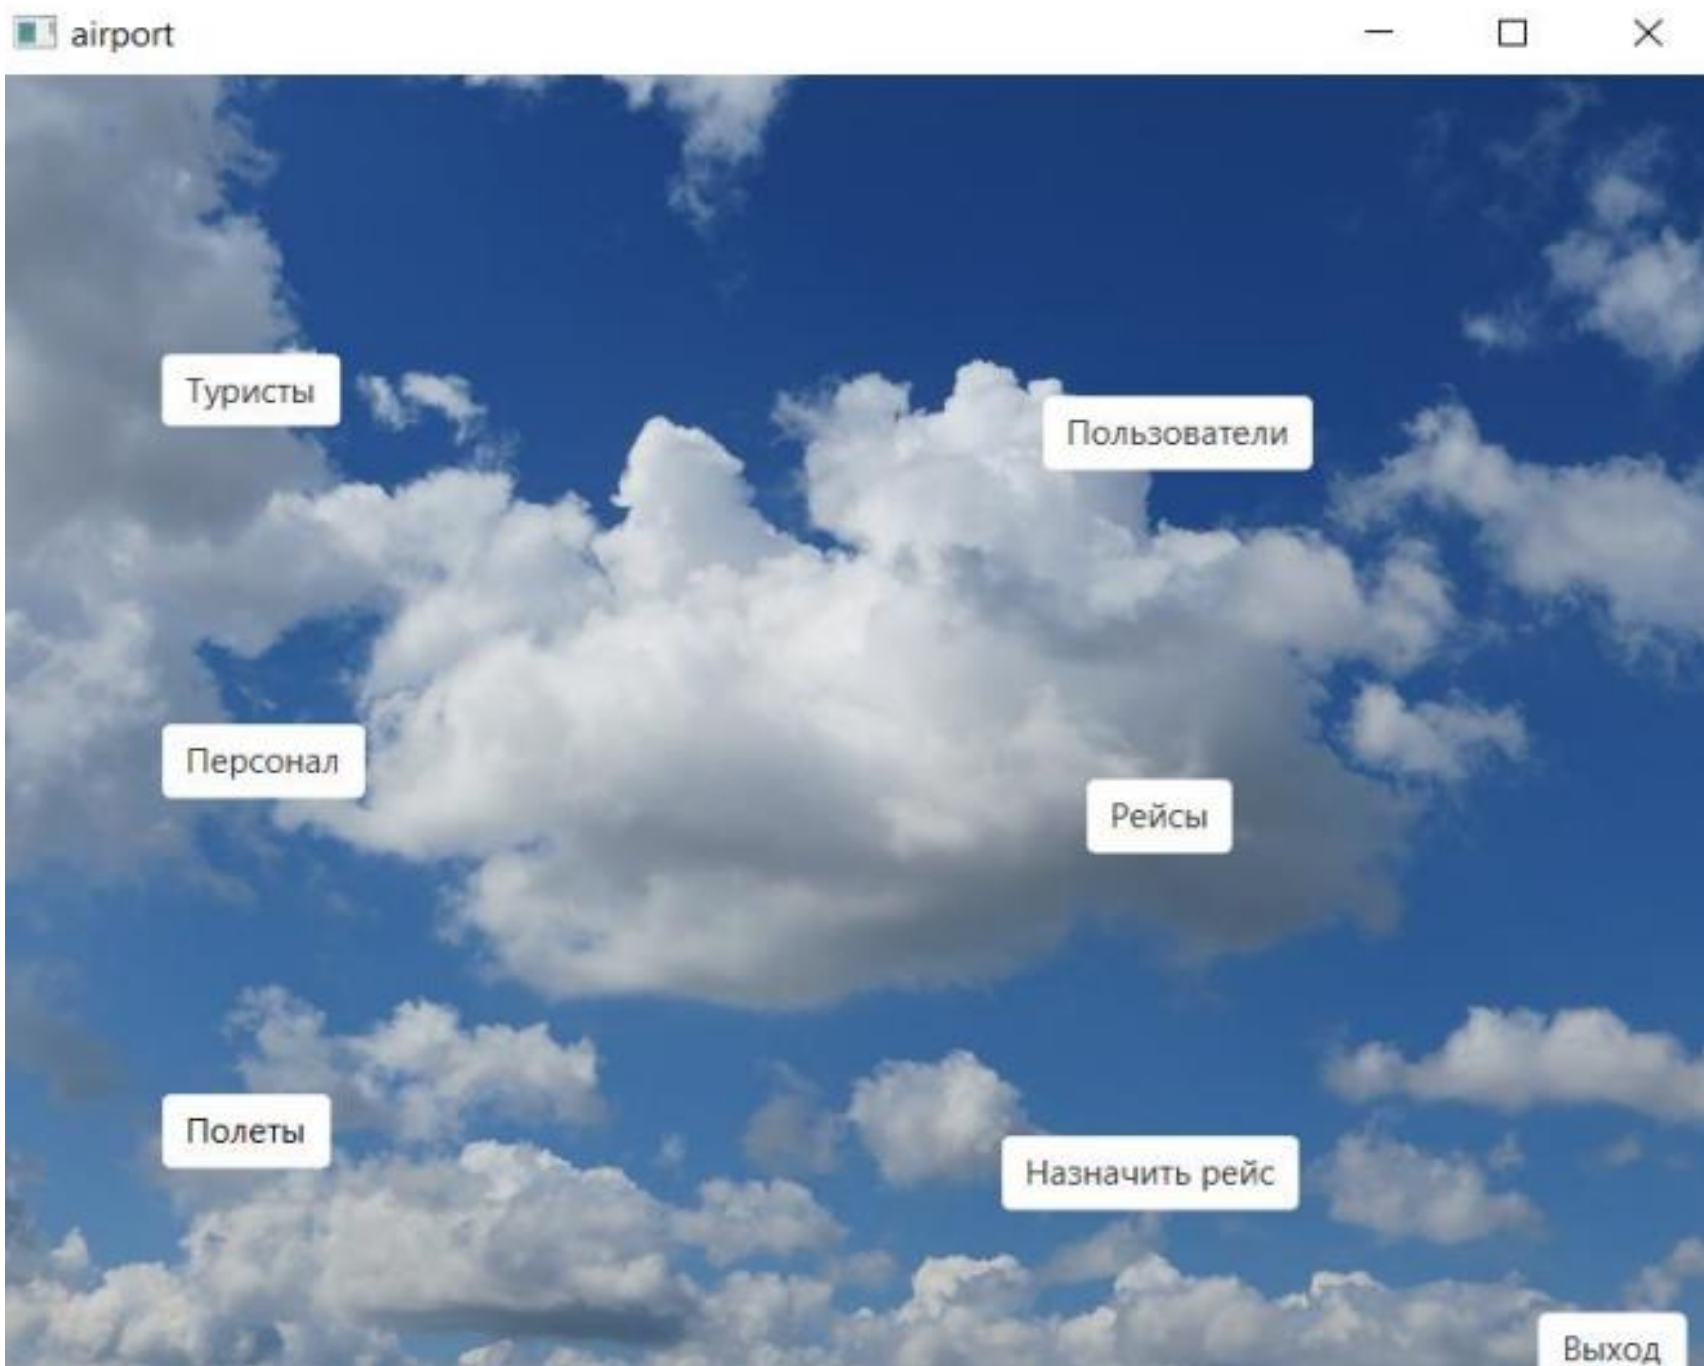 airport
Туристы
Пользователи
Персонал
Рейсы
Полеты
Назначить рейс
Выход